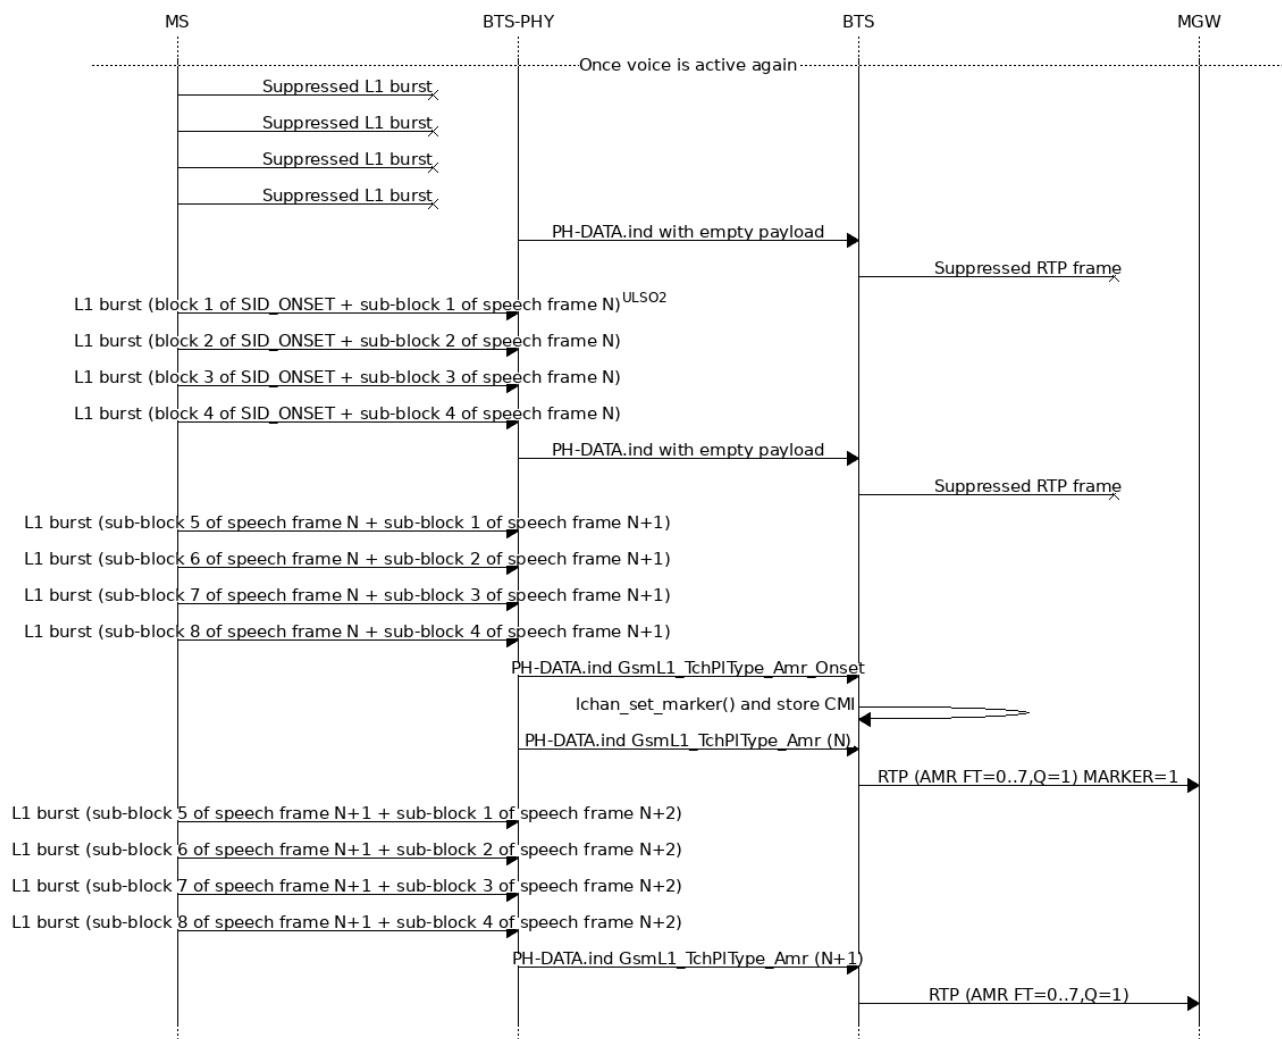 MS BTS-PHY BTS MGW
Once voice is active again
Suppressed L1 burst
Suppressed L1 burst
Suppressed L1 burst
Suppressed L1 burst
PH-DATA.ind with empty payload
Suppressed RTP frame
L1 burst (block 1 of SID_ONSET + sub-block 1 of speech frame N)ULSO2
L1 burst (block 2 of SID_ONSET + sub-block 2 of speech frame N)
L1 burst (block 3 of SID_ONSET + sub-block 3 of speech frame N)
L1 burst (block 4 of SID_ONSET + sub-block 4 of speech frame N)
PH-DATA.ind with empty payload
Suppressed RTP frame
L1 burst (sub-block 5 of speech frame N + sub-block 1 of speech frame N+1)
L1 burst (sub-block 6 of speech frame N + sub-block 2 of speech frame N+1)
L1 burst (sub-block 7 of speech frame N + sub-block 3 of speech frame N+1)
L1 burst (sub-block 8 of speech frame N + sub-block 4 of speech frame N+1)
PH-DATA.ind GsmL1_TchPlType_Amr_Onset
lchan_set_marker() and store CMI
PH-DATA.ind GsmL1_TchPlType_Amr (N)
RTP (AMR FT=0..7,Q=1) MARKER=1
L1 burst (sub-block 5 of speech frame N+1 + sub-block 1 of speech frame N+2)
L1 burst (sub-block 6 of speech frame N+1 + sub-block 2 of speech frame N+2)
L1 burst (sub-block 7 of speech frame N+1 + sub-block 3 of speech frame N+2)
L1 burst (sub-block 8 of speech frame N+1 + sub-block 4 of speech frame N+2)
PH-DATA.ind GsmL1_TchPlType_Amr (N+1)
RTP (AMR FT=0..7,Q=1)